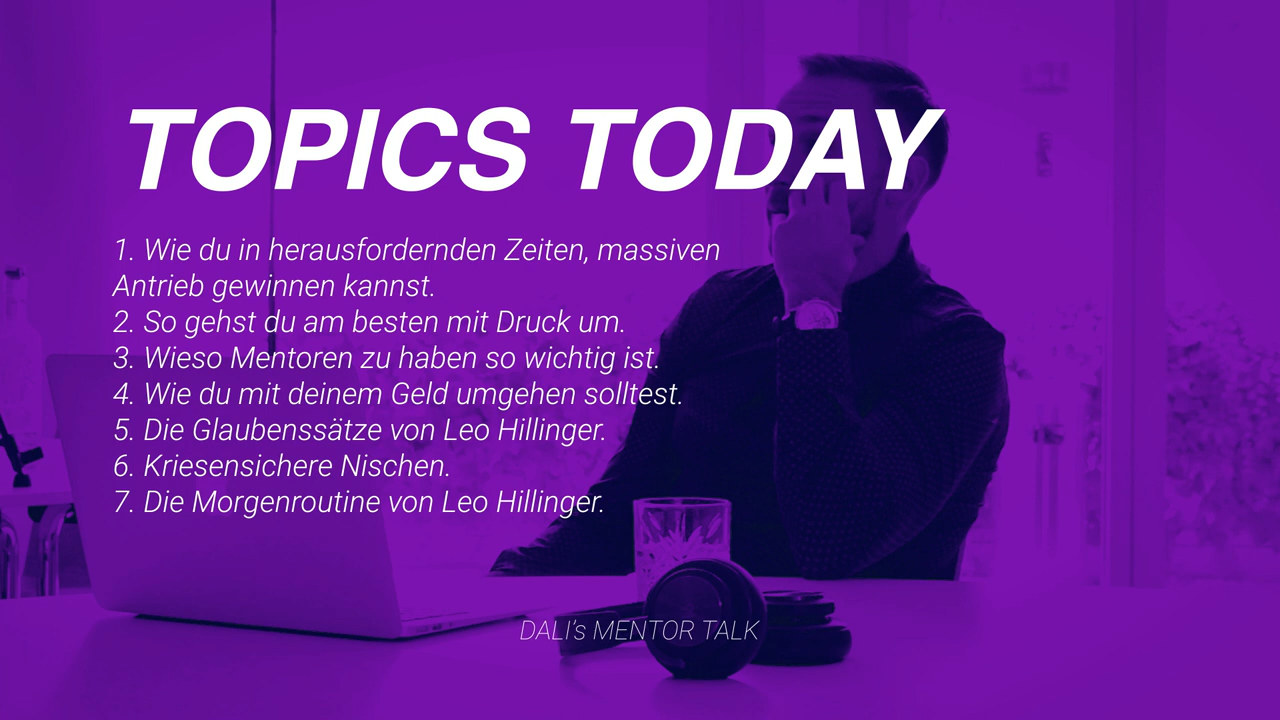 TOPICS TODAY
1. Wie du in herausfordernden Zeiten, massiven
Antrieb gewinnen kannst.
2. So gehst du am besten mit Druck um.
3. Wieso Mentoren zu haben so wichtig ist.
4. Wie du mit deinem Geld umgehen solltest.
5. Die Glaubenssätze von Leo Hillinger.
6. Kriesensichere Nischen.
7. Die Morgenroutine von Leo Hillinger.
DALI's MENTOR TALK